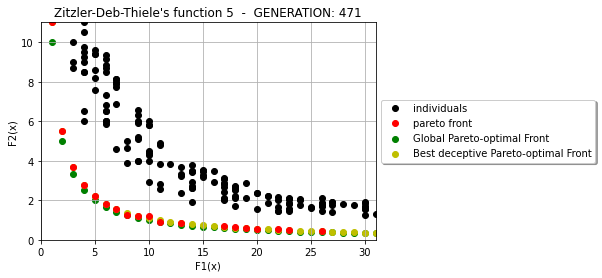 Zitzler-Deb-Thiele's function 5 - GENERATION: 471
10
8
6
4
2
0
F2(x)
0 5 10 15 20 25 30
F1(x)
individuals
pareto front
Global Pareto-optimal Front
Best deceptive Pareto-optimal Front